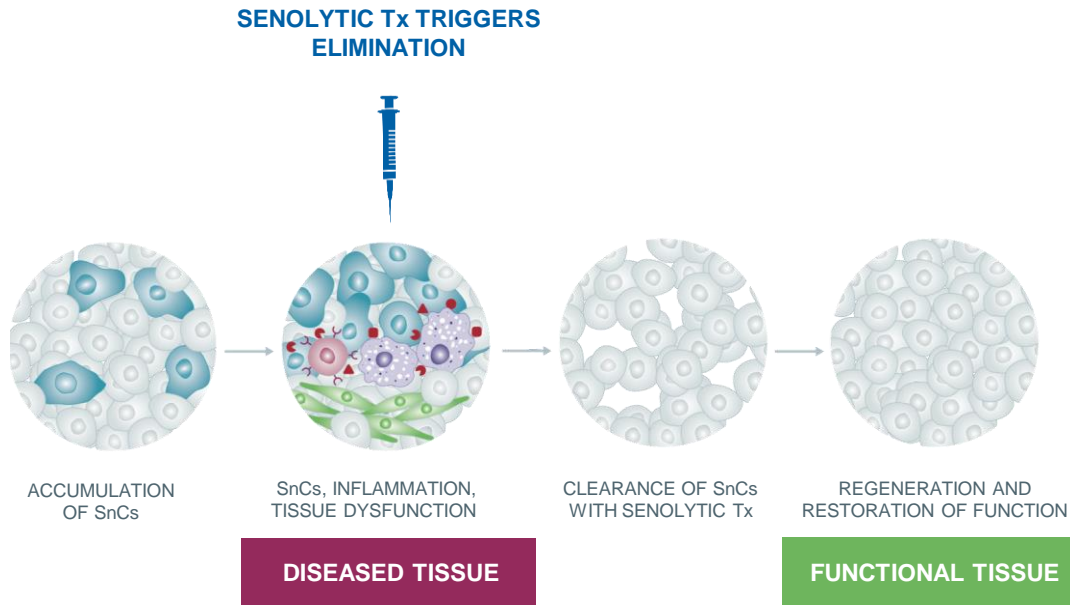 SENOLYTIC Tx TRIGGERS
ELIMINATION
ACCUMULATION
OF SnCs
SnCs, INFLAMMATION,
TISSUE DYSFUNCTION
CLEARANCE OF SnCs
WITH SENOLYTIC Tx
REGENERATION AND
RESTORATION OF FUNCTION
DISEASED TISSUE
FUNCTIONAL TISSUE